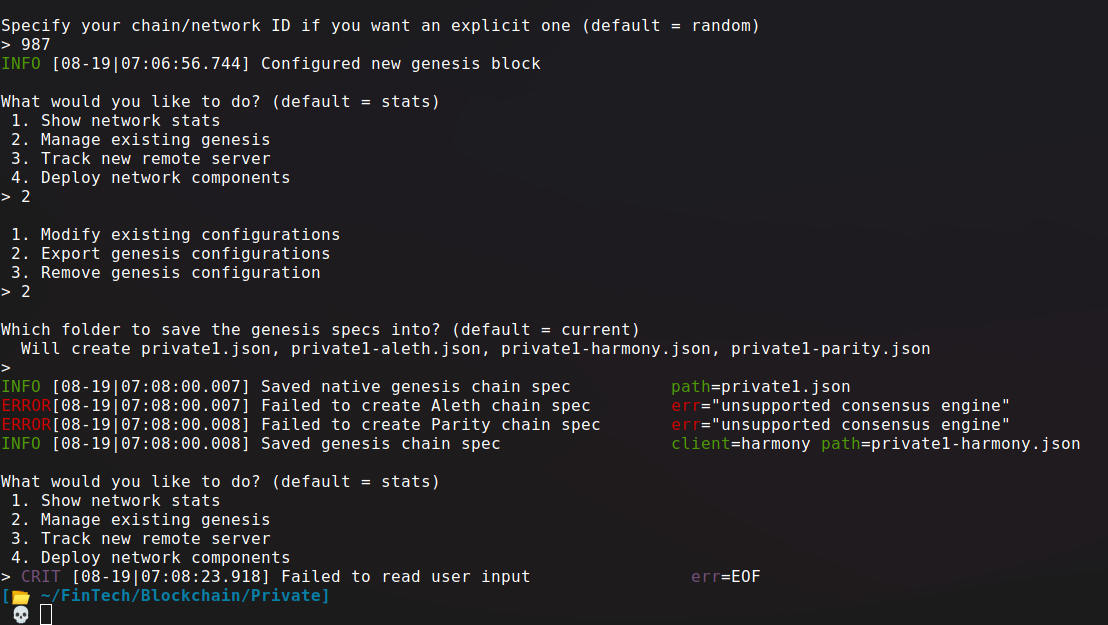 Specify your chain/network ID if you want an explicit one (default = random)
> 987
INFO [08-19|07:06:56.744] Configured new genesis block
What would you like to do? (default = stats)
1. Show network stats
2. Manage existing genesis
3. Track new remote server
4. Deploy network components
> 2
1. Modify existing configurations
2. Export genesis configurations
3. Remove genesis configuration
> 2
Which folder to save the genesis specs into? (default = current)
Will create private1.json, private1-aleth.json, private1-harmony.json, private1-parity.json
>
INFO [08-19|07:08:00.007] Saved native genesis chain spec path=private1.json
ERROR[08-19|07:08:00.007] Failed to create Aleth chain spec err="unsupported consensus engine"
ERROR[08-19|07:08:00.008] Failed to create Parity chain spec err="unsupported consensus engine"
INFO [08-19|07:08:00.008] Saved genesis chain spec client=harmony path=private1-harmony.json
What would you like to do? (default = stats)
1. Show network stats
2. Manage existing genesis
3. Track new remote server
4. Deploy network components
> CRIT [08-19|07:08:23.918] Failed to read user input err=EOF
[📂 ~/FinTech/Blockchain/Private]
💀